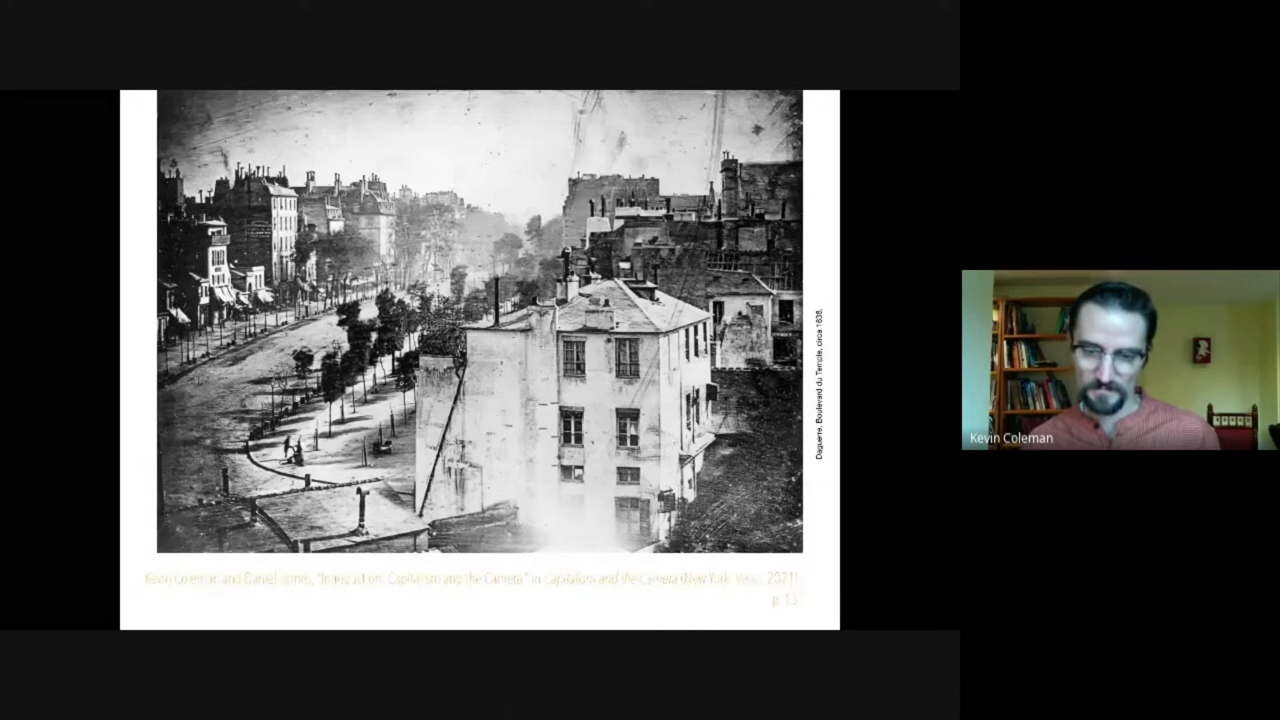 Daguerre, Boulevard du Temple, circa 1838.
Kevin Coleman and Daniel James, "Introduction: Capitalism and the Camera," in Capitalism and the Camera (New York: Verso, 2021)
p. 13
Kevin Coleman